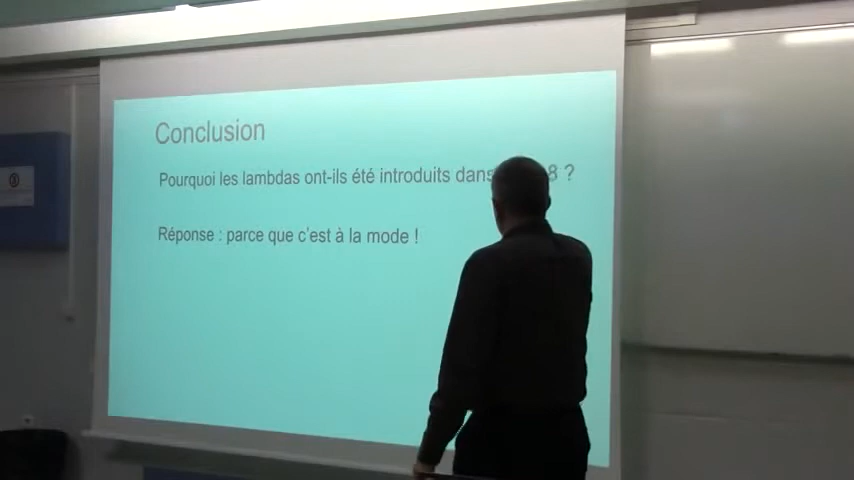 Conclusion
Pourquoi les lambdas ont-ils été introduits dans 8 ?
Réponse : parce que c'est à la mode !